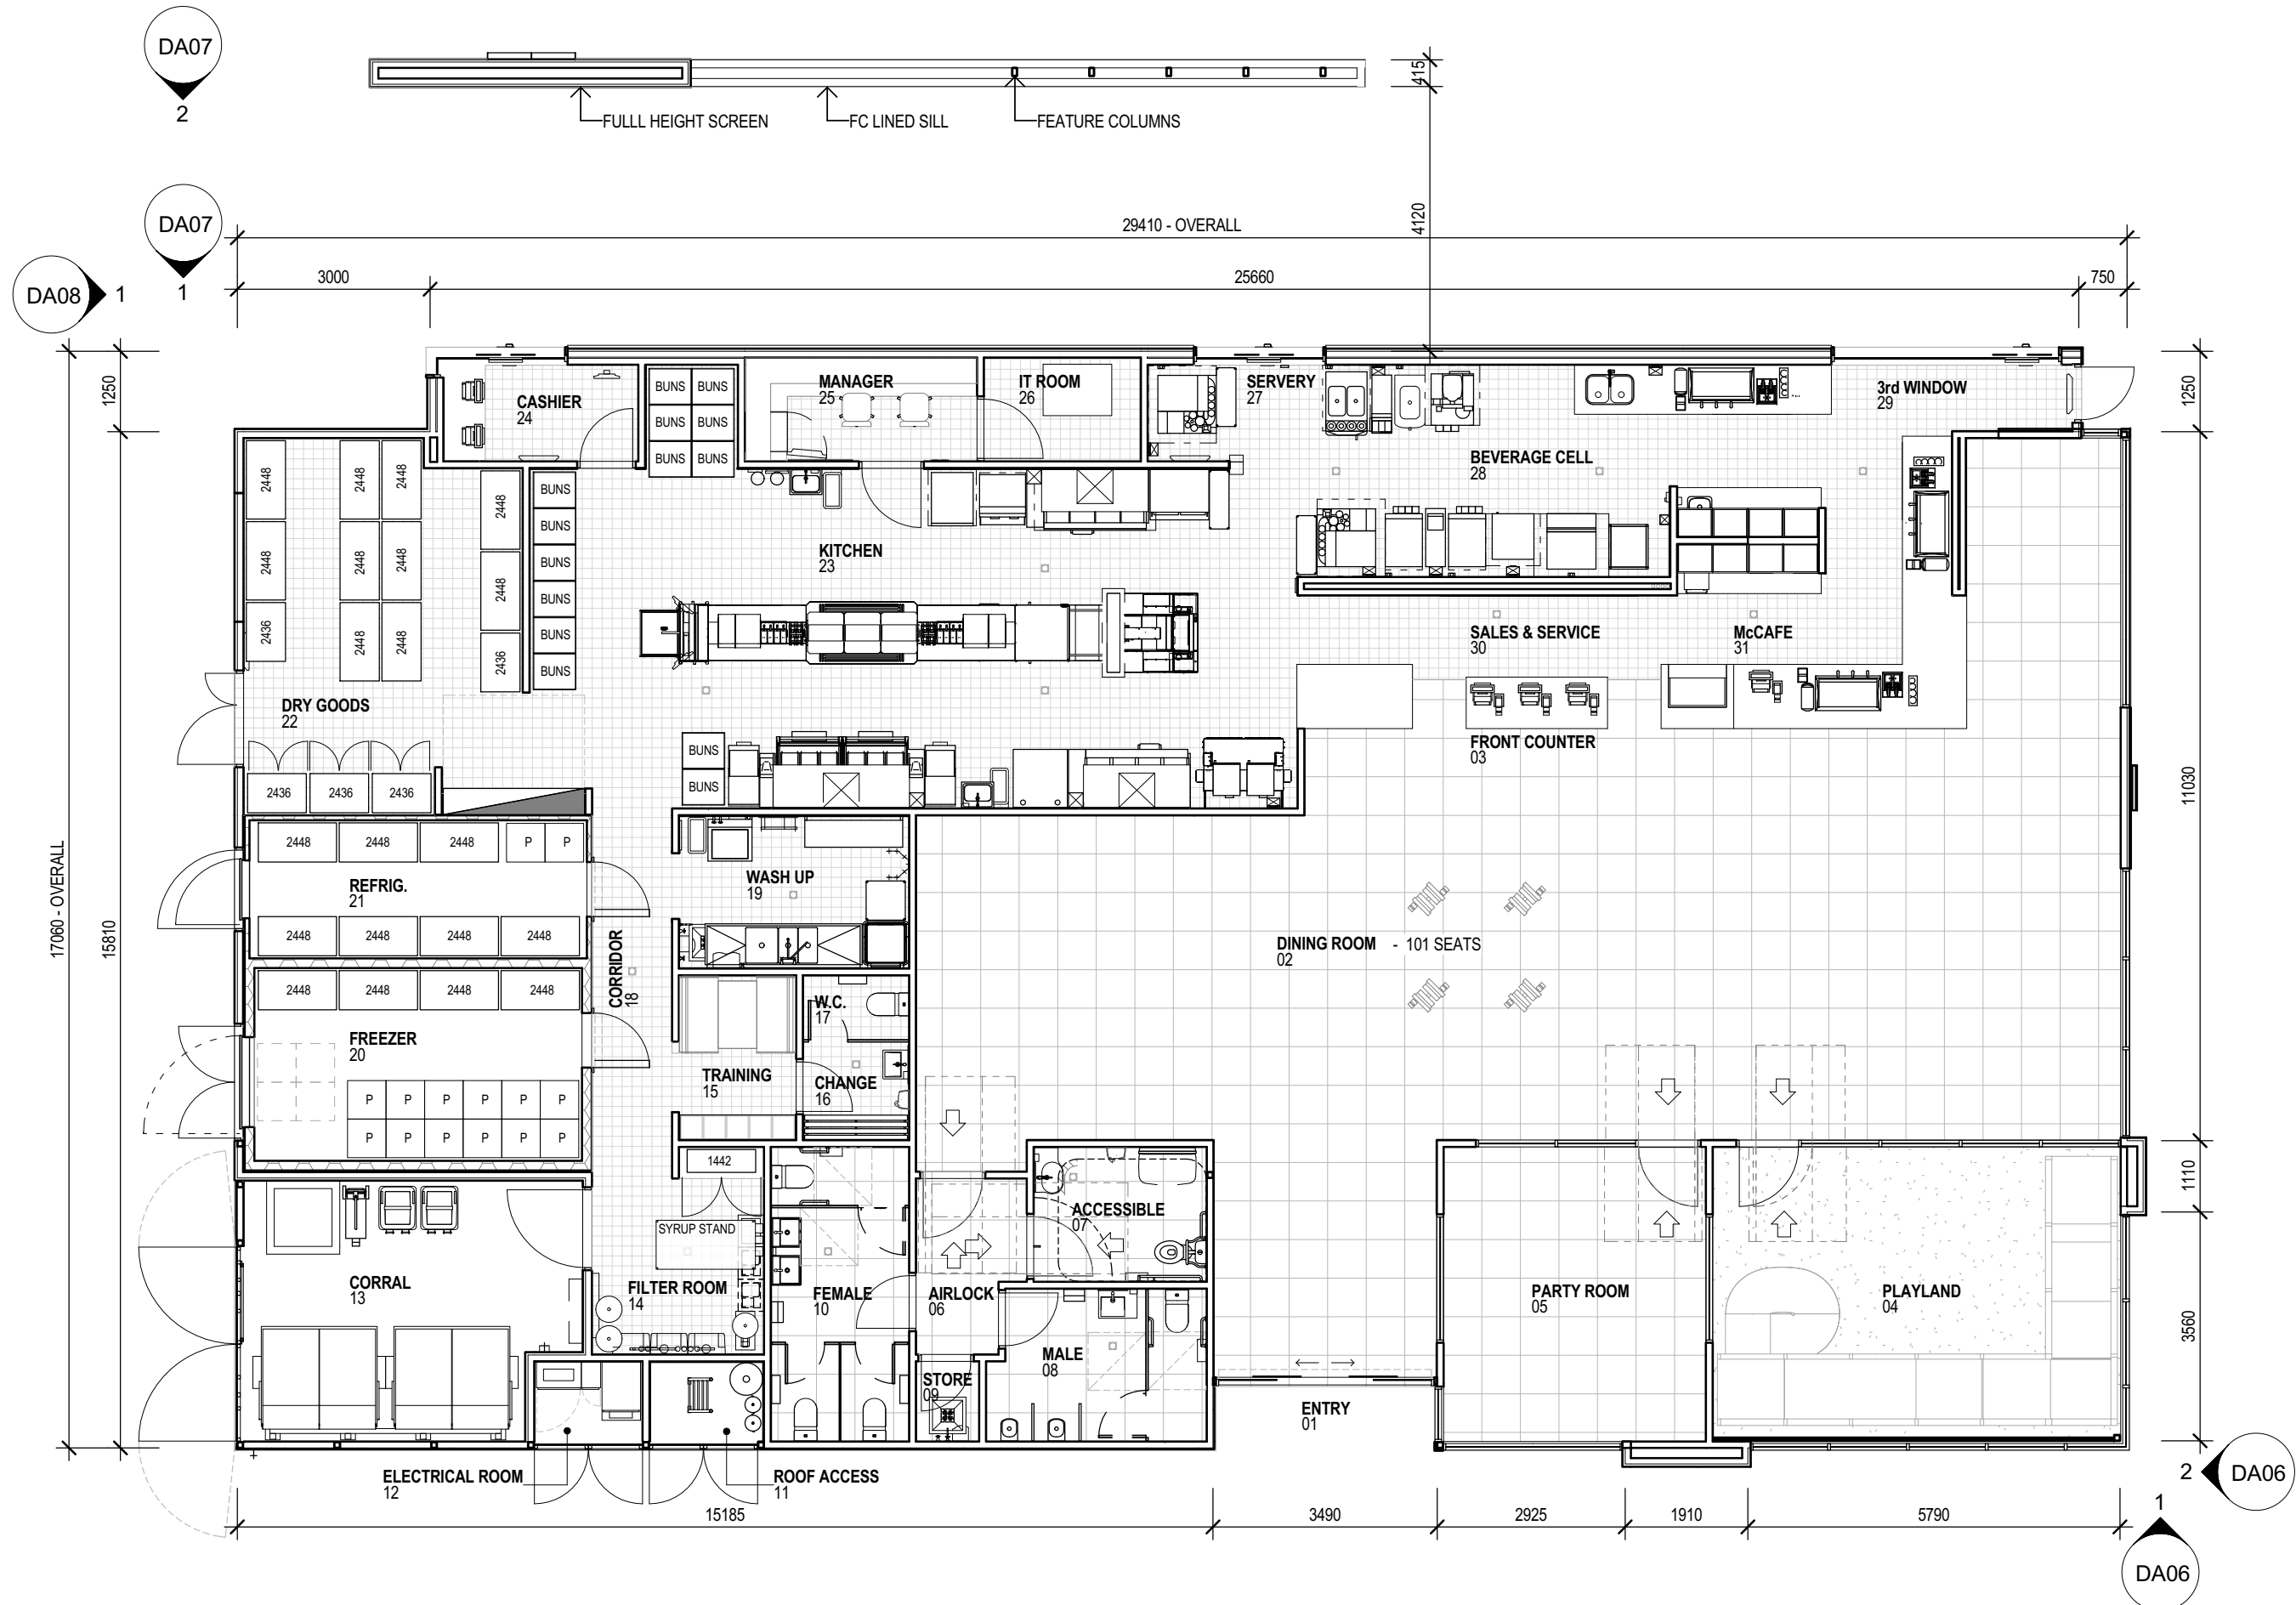 DA07
2
415
FULLL HEIGHT SCREEN
FC LINED SILL
FEATURE COLUMNS
4120
DA07
1
29410 - OVERALL
DA08
1
3000
25660
750
1250
17060 - OVERALL
15810
1250
11030
1110
3560
CASHIER
24
BUNS BUNS
BUNS BUNS
BUNS BUNS
MANAGER
25
IT ROOM
26
SERVERY
27
3rd WINDOW
29
BEVERAGE CELL
28
2448 2448 2448
2448
2448 2448 2448
2448
2436 2448 2448
2436
BUNS
BUNS
BUNS
BUNS
BUNS
BUNS
KITCHEN
23
SALES & SERVICE
30
McCAFE
31
DRY GOODS
22
FRONT COUNTER
03
BUNS
BUNS
2436 2436 2436
2448 2448 2448 P P
REFRIG.
21
2448 2448 2448 2448
WASH UP
19
CORRIDOR
18
DINING ROOM - 101 SEATS
02
2448 2448 2448 2448
FREEZER
20
P P P P P P
P P P P P P
W.C.
17
TRAINING
15
CHANGE
16
1442
SYRUP STAND
ACCESSIBLE
07
CORRAL
13
FILTER ROOM
14
FEMALE
10
AIRLOCK
06
PARTY ROOM
05
PLAYLAND
04
MALE
08
STORE
09
ENTRY
01
ELECTRICAL ROOM
12
ROOF ACCESS
11
2
DA06
15185
3490
2925
1910
5790
1
DA06